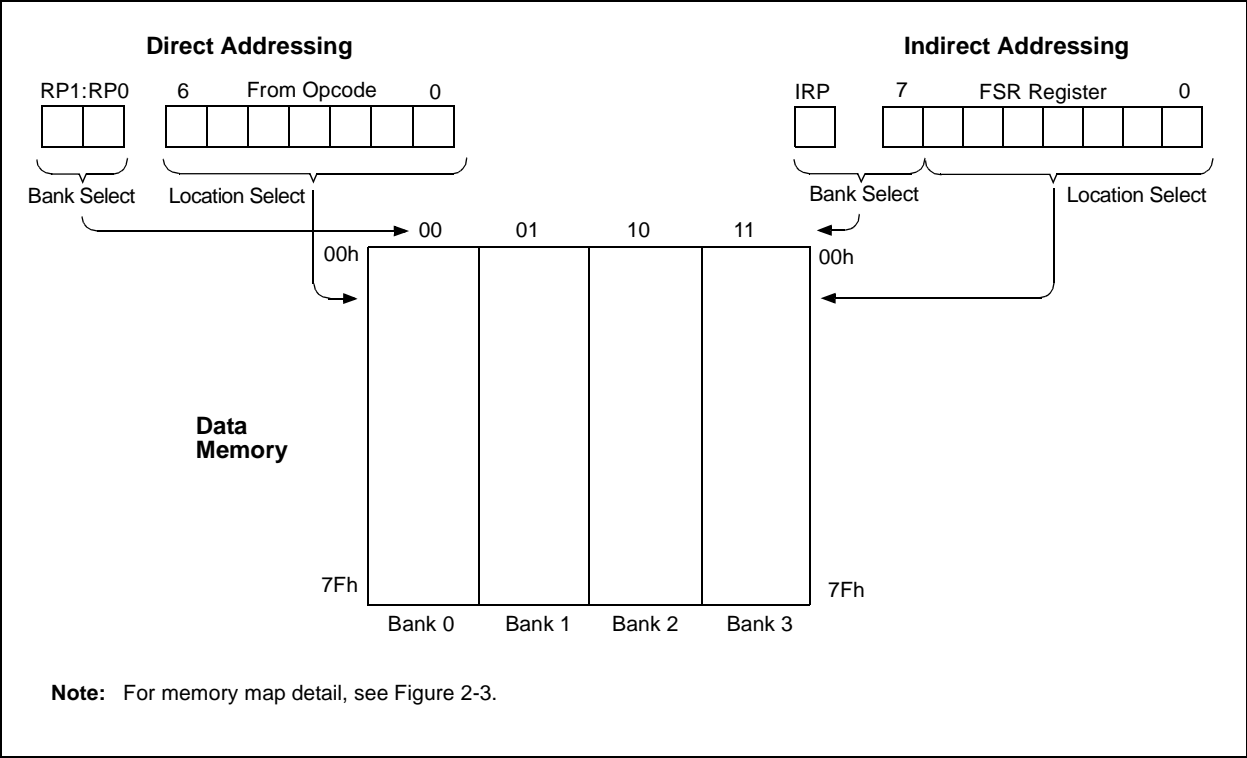 Direct Addressing
Indirect Addressing
RP1:RP0 6 From Opcode 0
IRP 7 FSR Register 0
Bank Select Location Select
Bank Select Location Select
00 01 10 11
00h 00h
Data
Memory
7Fh 7Fh
Bank 0 Bank 1 Bank 2 Bank 3
Note: For memory map detail, see Figure 2-3.